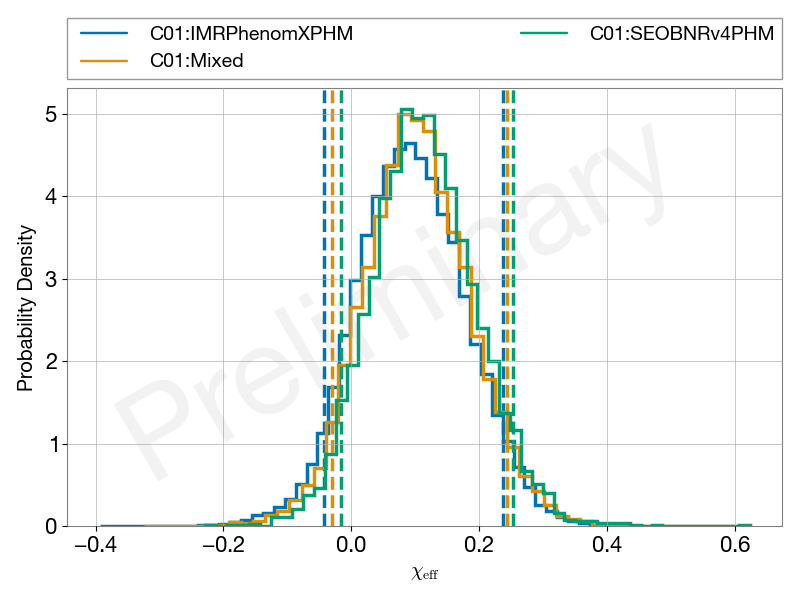 C01:IMRPhenomXPHM
C01:Mixed
C01:SEOBNRv4PHM
Preliminary
Probability Density
5
4
3
2
1
0
−0.4 −0.2 0.0 0.2 0.4 0.6
χeff